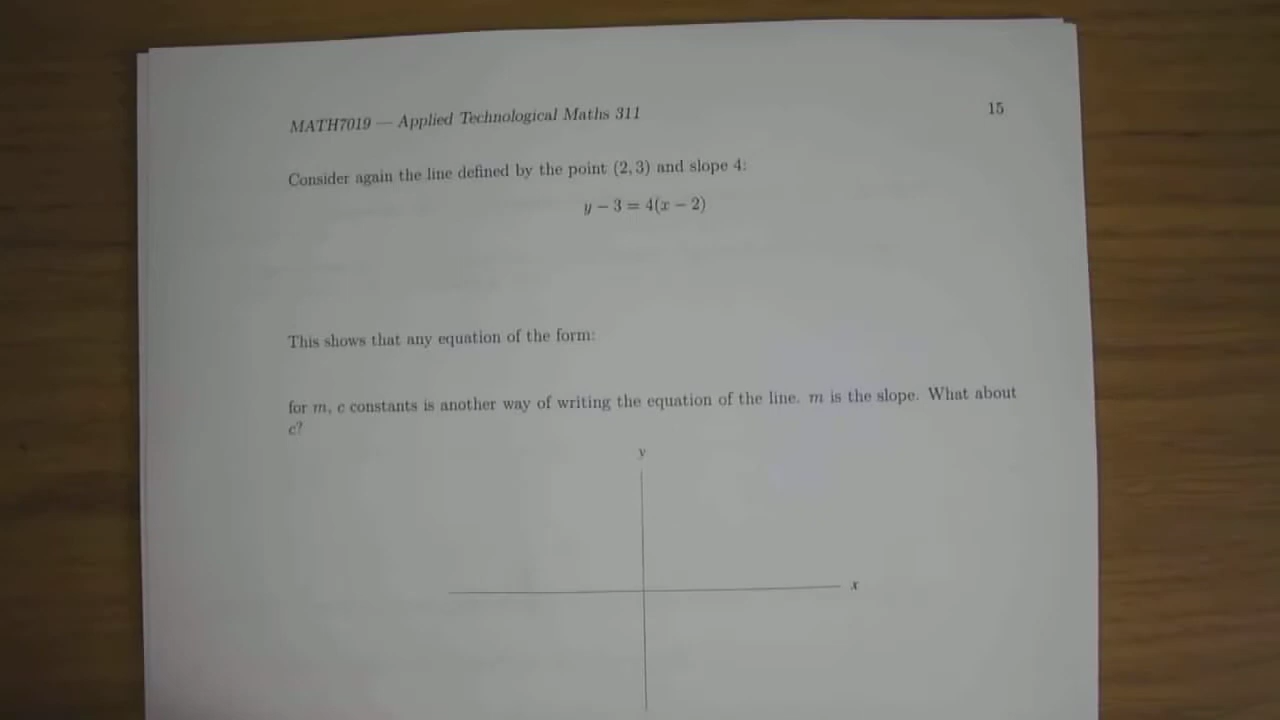 MATH7019 — Applied Technological Maths 311 15
Consider again the line defined by the point (2, 3) and slope 4:
y − 3 = 4(x − 2)
This shows that any equation of the form:
for m, c constants is another way of writing the equation of the line. m is the slope. What about
c?
y
x